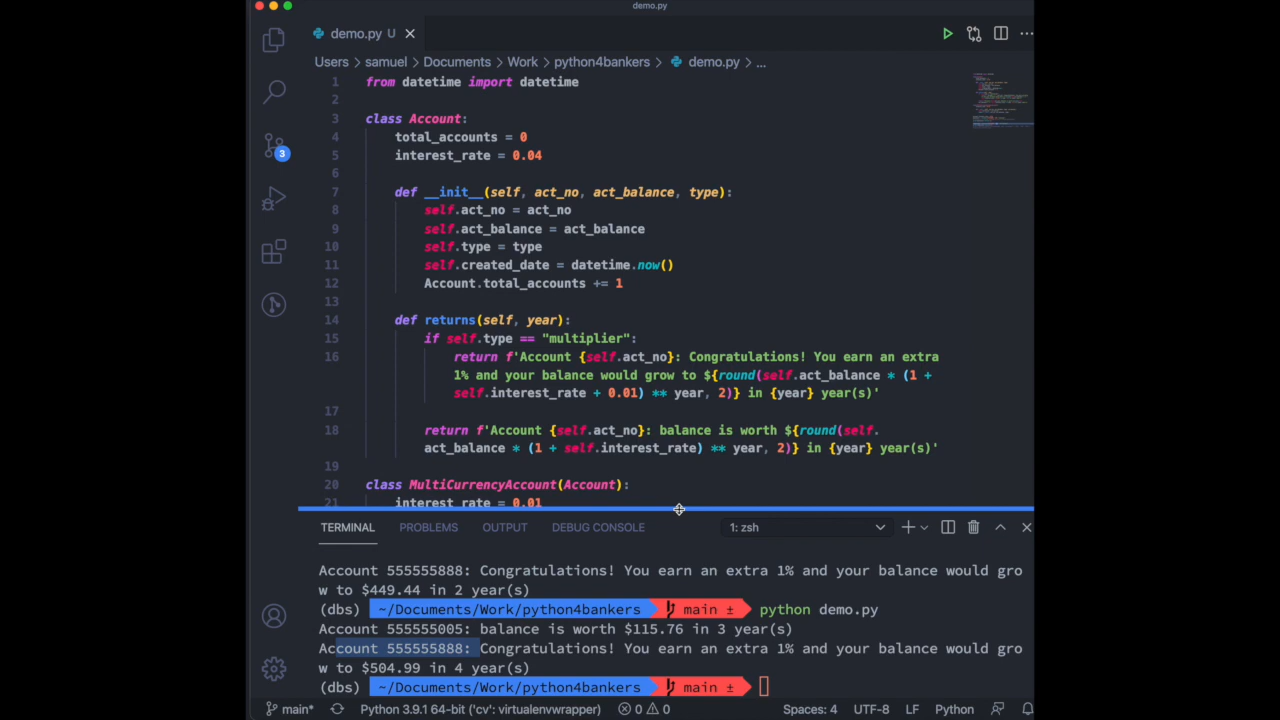 demo.py
demo.py U
Users > samuel > Documents > Work > python4bankers > demo.py > ...
1 from datetime import datetime
2
3 class Account:
4 total_accounts = 0
5 interest_rate = 0.04
6
7 def __init__(self, act_no, act_balance, type):
8 self.act_no = act_no
9 self.act_balance = act_balance
10 self.type = type
11 self.created_date = datetime.now()
12 Account.total_accounts += 1
13
14 def returns(self, year):
15 if self.type == "multiplier":
16 return f'Account {self.act_no}: Congratulations! You earn an extra
1% and your balance would grow to ${round(self.act_balance * (1 +
self.interest_rate + 0.01) ** year, 2)} in {year} year(s)'
17
18 return f'Account {self.act_no}: balance is worth ${round(self.
act_balance * (1 + self.interest_rate) ** year, 2)} in {year} year(s)'
19
20 class MultiCurrencyAccount(Account):
21 interest_rate = 0.01
3
TERMINAL PROBLEMS OUTPUT DEBUG CONSOLE 1: zsh
Account 555555888: Congratulations! You earn an extra 1% and your balance would gro
w to $449.44 in 2 year(s)
(dbs) ~/Documents/Work/python4bankers main ± python demo.py
Account 555555005: balance is worth $115.76 in 3 year(s)
Account 555555888: Congratulations! You earn an extra 1% and your balance would gro
w to $504.99 in 4 year(s)
(dbs) ~/Documents/Work/python4bankers main ±
main* Python 3.9.1 64-bit ('cv': virtualenvwrapper) 0 0 Spaces: 4 UTF-8 LF Python